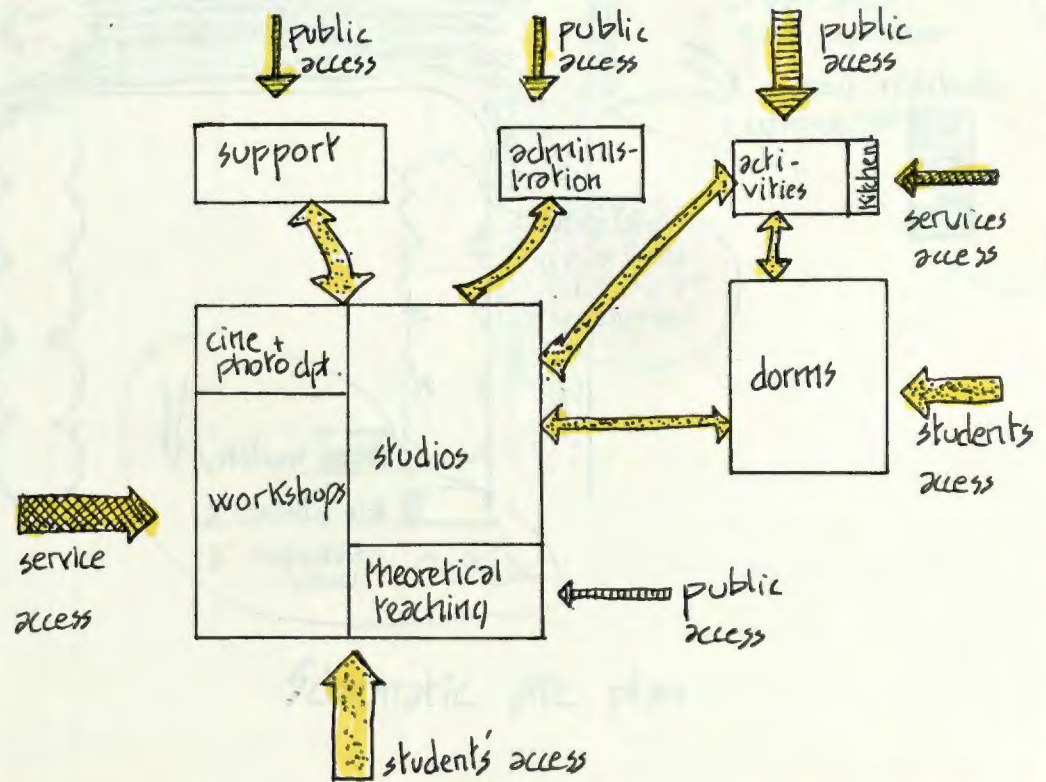 public
access
public
access
public
access
support
adminis-
tration
acti-
vities
Kitchen
services
access
cine +
photo dpt.
studios
workshops
dorms
students
access
service
access
theoretical
teaching
public
access
students' access